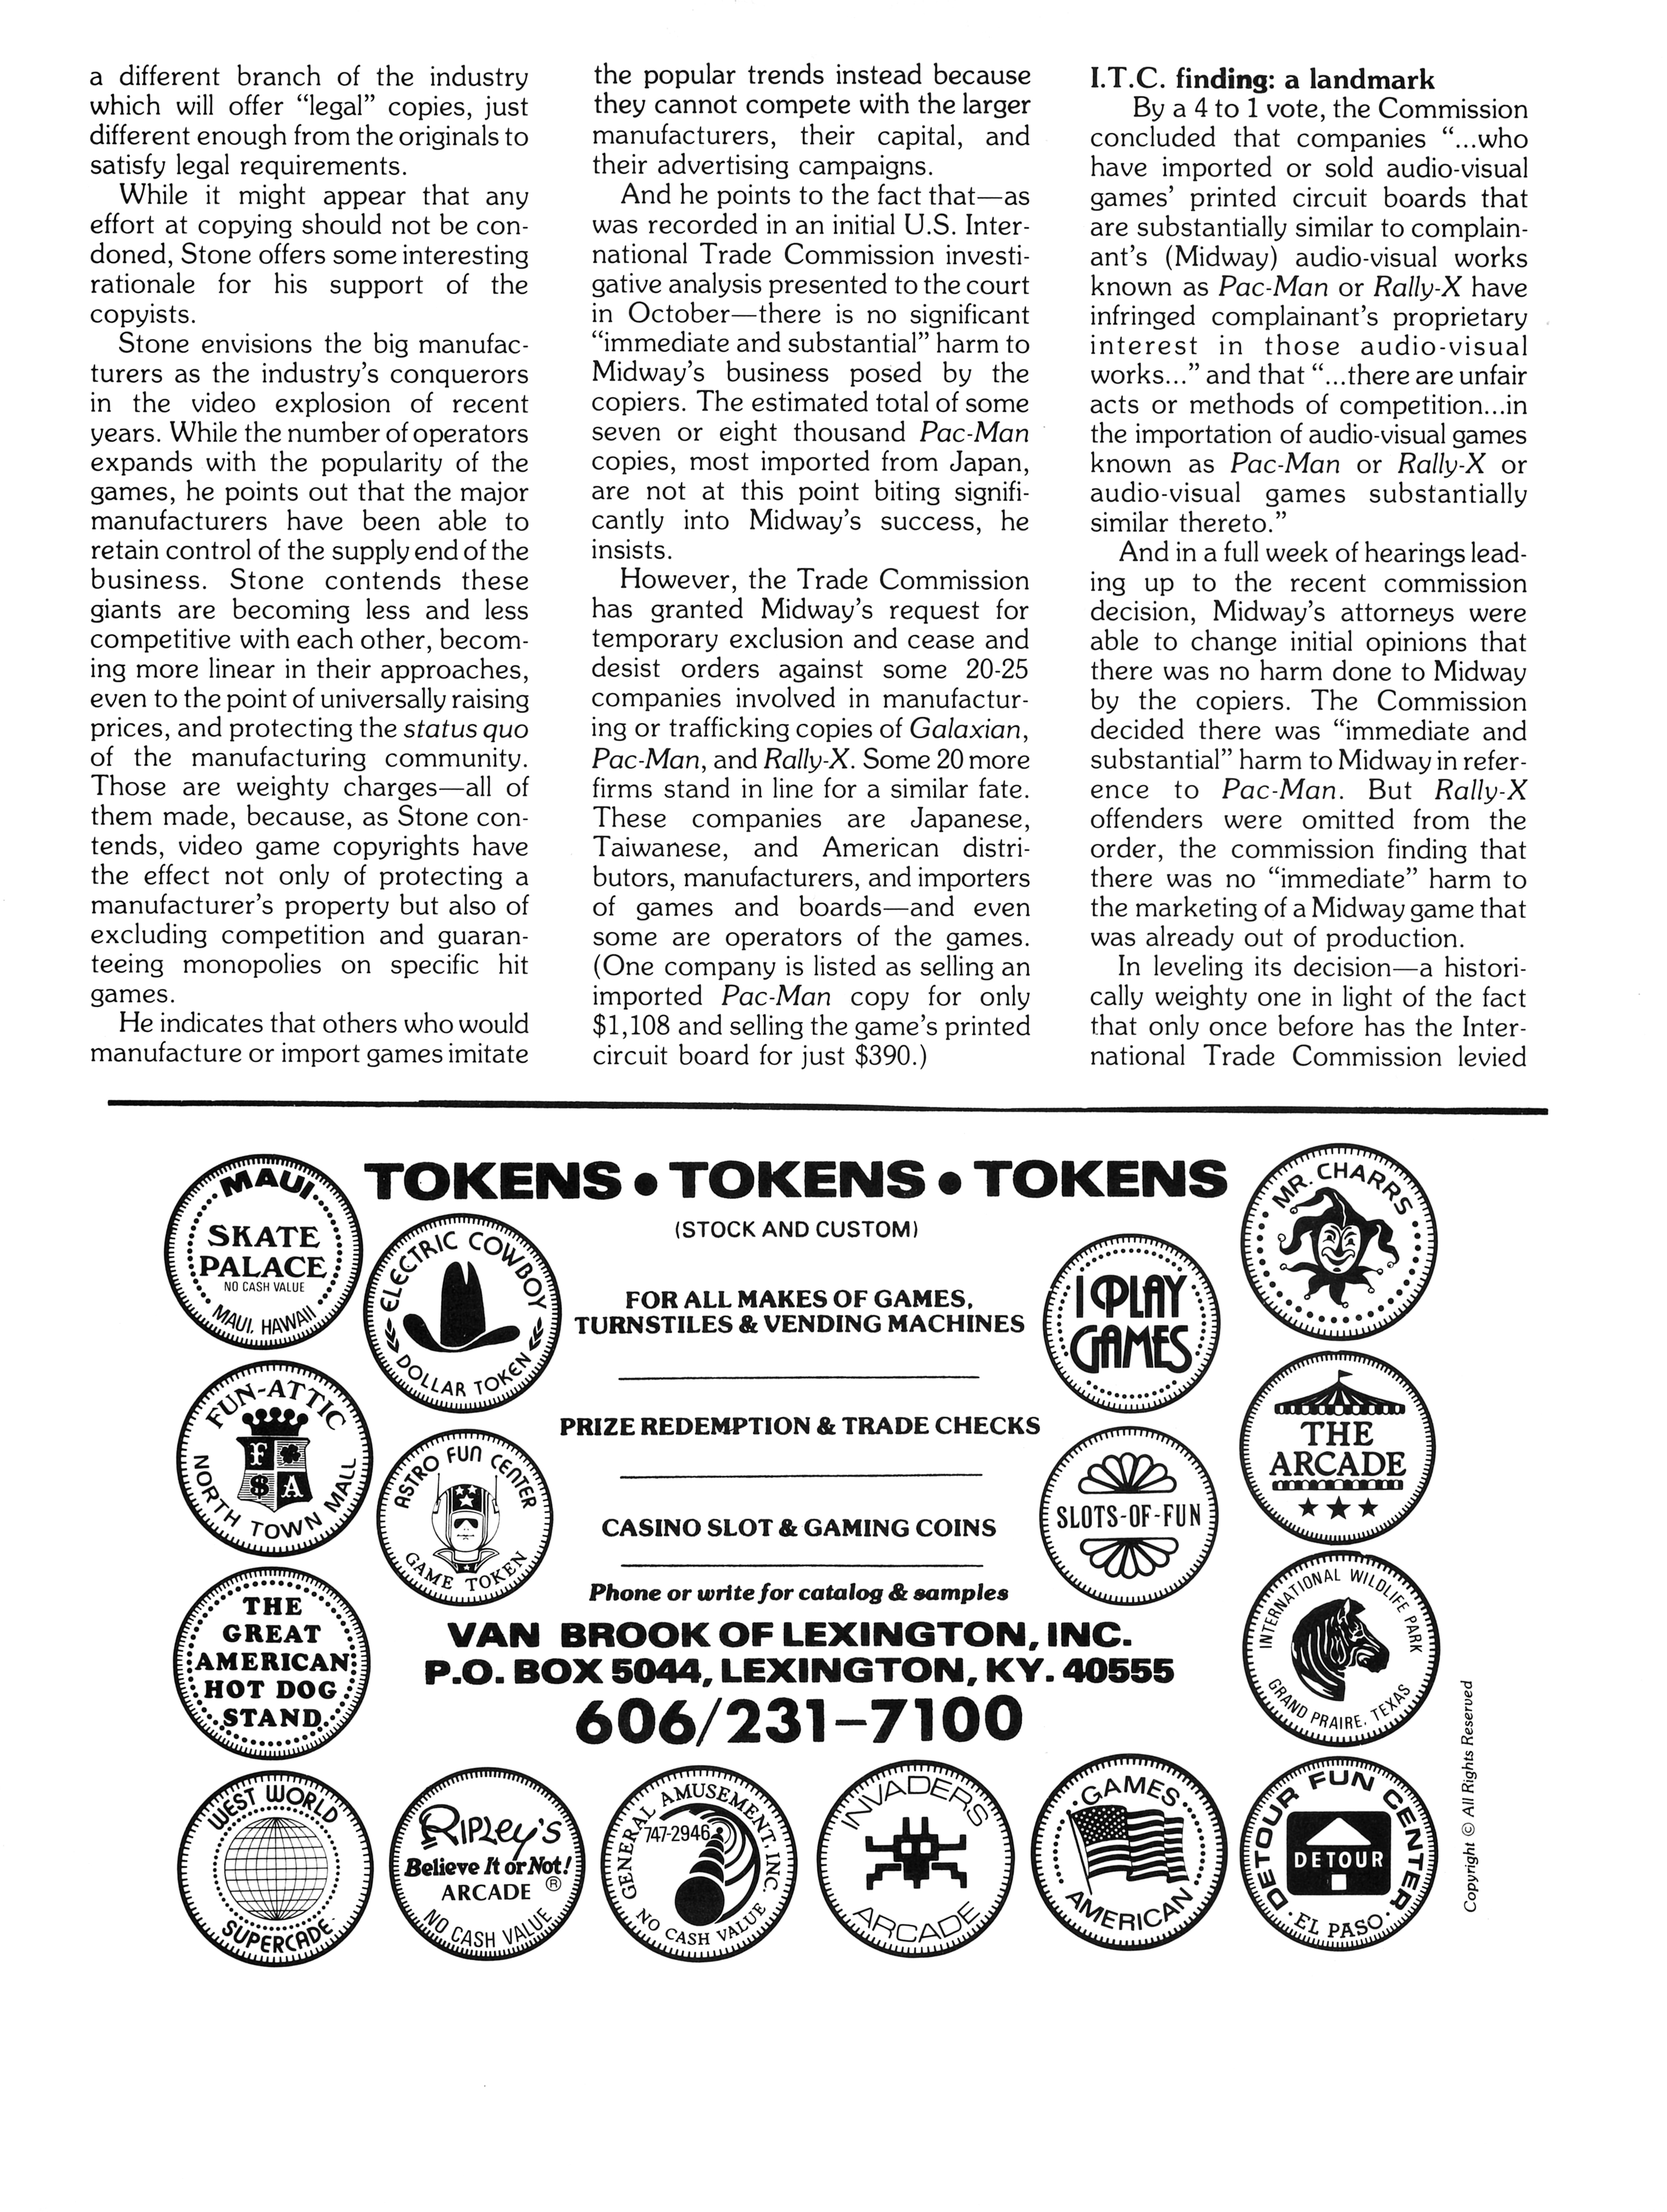 a different branch of the industry
which will offer “legal” copies, just
different enough from the originals to
satisfy legal requirements.
While it might appear that any
effort at copying should not be con-
doned, Stone offers some interesting
rationale for his support of the
copyists.
Stone envisions the big manufac-
turers as the industry’s conquerors
in the video explosion of recent
years. While the number of operators
expands with the popularity of the
games, he points out that the major
manufacturers have been able to
retain control of the supply end of the
business. Stone contends these
giants are becoming less and less
competitive with each other, becom-
ing more linear in their approaches,
even to the point of universally raising
prices, and protecting the status quo
of the manufacturing community.
Those are weighty charges—all of
them made, because, as Stone con-
tends, video game copyrights have
the effect not only of protecting a
manufacturer’s property but also of
excluding competition and guaran-
teeing monopolies on specific hit
games.
He indicates that others who would
manufacture or import games imitate
the popular trends instead because
they cannot compete with the larger
manufacturers, their capital, and
their advertising campaigns.
And he points to the fact that—as
was recorded in an initial U.S. Inter-
national Trade Commission investi-
gative analysis presented to the court
in October—there is no significant
“immediate and substantial” harm to
Midway’s business posed by the
copiers. The estimated total of some
seven or eight thousand Pac-Man
copies, most imported from Japan,
are not at this point biting signifi-
cantly into Midway’s success, he
insists.
However, the Trade Commission
has granted Midway’s request for
temporary exclusion and cease and
desist orders against some 20-25
companies involved in manufactur-
ing or trafficking copies of Galaxian,
Pac-Man, and Rally-X. Some 20 more
firms stand in line for a similar fate.
These companies are Japanese,
Taiwanese, and American distri-
butors, manufacturers, and importers
of games and boards—and even
some are operators of the games.
(One company is listed as selling an
imported Pac-Man copy for only
$1,108 and selling the game’s printed
circuit board for just $390.)
I.T.C. finding: a landmark
By a 4 to 1 vote, the Commission
concluded that companies “...who
have imported or sold audio-visual
games’ printed circuit boards that
are substantially similar to complain-
ant’s (Midway) audio-visual works
known as Pac-Man or Rally-X have
infringed complainant’s proprietary
interest in those audio-visual
works...” and that “...there are unfair
acts or methods of competition...in
the importation of audio-visual games
known as Pac-Man or Rally-X or
audio-visual games substantially
similar thereto.”
And in a full week of hearings lead-
ing up to the recent commission
decision, Midway’s attorneys were
able to change initial opinions that
there was no harm done to Midway
by the copiers. The Commission
decided there was “immediate and
substantial” harm to Midway in refer-
ence to Pac-Man. But Rally-X
offenders were omitted from the
order, the commission finding that
there was no “immediate” harm to
the marketing of a Midway game that
was already out of production.
In leveling its decision—a histori-
cally weighty one in light of the fact
that only once before has the Inter-
national Trade Commission levied
TOKENS • TOKENS • TOKENS
(STOCK AND CUSTOM)
FOR ALL MAKES OF GAMES,
TURNSTILES & VENDING MACHINES
PRIZE REDEMPTION & TRADE CHECKS
CASINO SLOT & GAMING COINS
Phone or write for catalog & samples
VAN BROOK OF LEXINGTON, INC.
P.O. BOX 5044, LEXINGTON, KY. 40555
606/231-7100
MAUI
SKATE
PALACE
NO CASH VALUE
MAUI, HAWAII
ELECTRIC COWBOY
DOLLAR TOKEN
FUN-ATTIC
F
$ A
NORTH TOWN MALL
ASTRO FUN CENTER
GAME TOKEN
THE
GREAT
AMERICAN
HOT DOG
STAND
I PLAY
GAMES
MR. CHARRS
SLOTS-OF-FUN
THE
ARCADE
INTERNATIONAL WILDLIFE PARK
GRAND PRAIRE, TEXAS
WEST WORLD
SUPERCADE
RIPLEY'S
Believe It or Not!
ARCADE ®
NO CASH VALUE
GENERAL AMUSEMENT, INC.
747-2946
NO CASH VALUE
INVADERS
ARCADE
GAMES
AMERICAN
DETOUR FUN CENTER
DETOUR
EL PASO
Copyright © All Rights Reserved